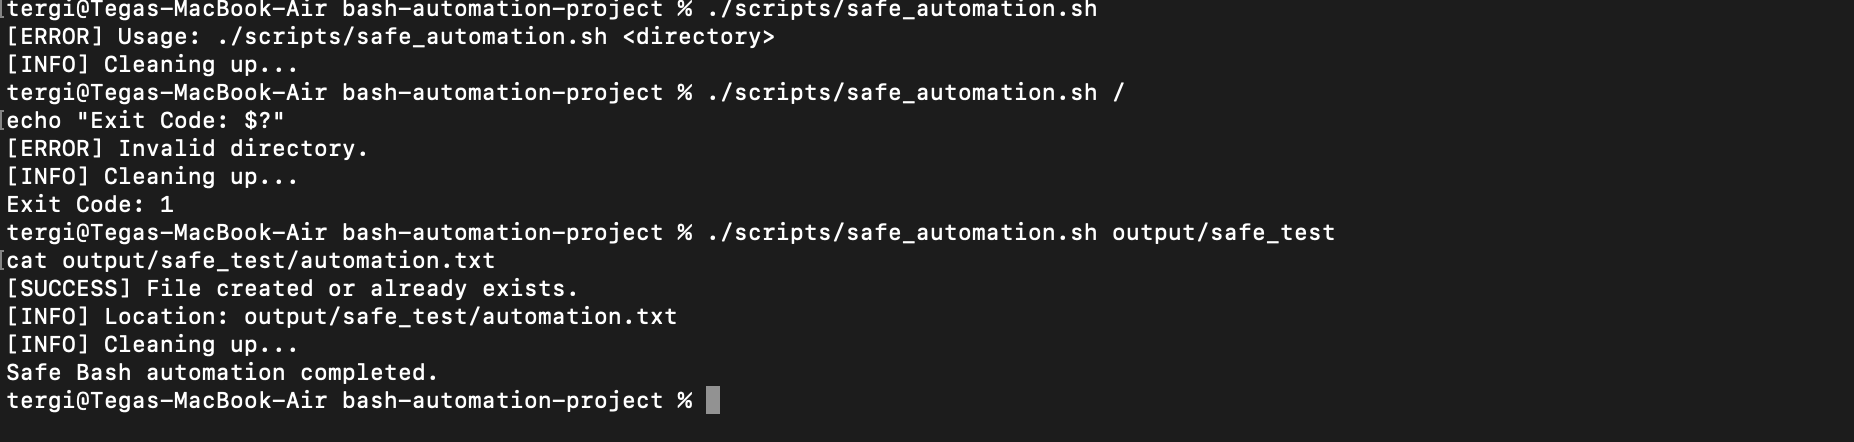 tergi@Tegas-MacBook-Air bash-automation-project % ./scripts/safe_automation.sh
[ERROR] Usage: ./scripts/safe_automation.sh <directory>
[INFO] Cleaning up...
tergi@Tegas-MacBook-Air bash-automation-project % ./scripts/safe_automation.sh /
echo "Exit Code: $?"
[ERROR] Invalid directory.
[INFO] Cleaning up...
Exit Code: 1
tergi@Tegas-MacBook-Air bash-automation-project % ./scripts/safe_automation.sh output/safe_test
cat output/safe_test/automation.txt
[SUCCESS] File created or already exists.
[INFO] Location: output/safe_test/automation.txt
[INFO] Cleaning up...
Safe Bash automation completed.
tergi@Tegas-MacBook-Air bash-automation-project %